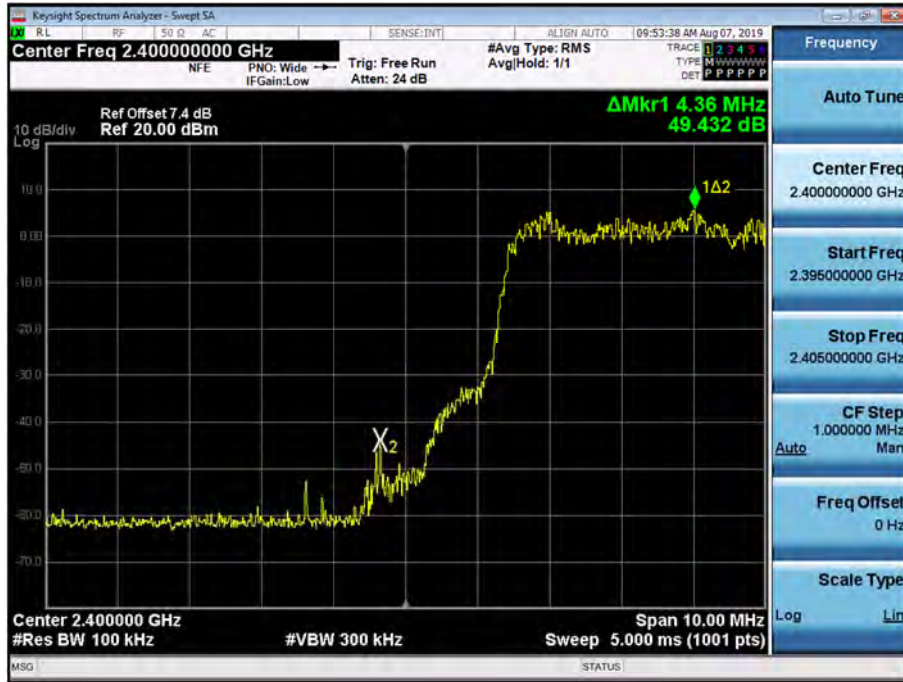 Keysight Spectrum Analyzer - Swept SA
LXI RL RF 50 Ω AC SENSE:INT ALIGN AUTO 09:53:38 AM Aug 07, 2019
Center Freq 2.400000000 GHz
NFE
PNO: Wide
IFGain:Low
Trig: Free Run
Atten: 24 dB
#Avg Type: RMS
Avg|Hold: 1/1
TRACE 1 2 3 4 5 6
TYPE M WWWWW
DET P P P P P P
ΔMkr1 4.36 MHz
49.432 dB
Ref Offset 7.4 dB
10 dB/div Ref 20.00 dBm
Log
10.0
0.00
-10.0
-20.0
-30.0
-40.0
-50.0
-60.0
-70.0
1Δ2
X2
Center 2.400000 GHz Span 10.00 MHz
#Res BW 100 kHz #VBW 300 kHz Sweep 5.000 ms (1001 pts)
MSG STATUS
Frequency
Auto Tune
Center Freq
2.400000000 GHz
Start Freq
2.395000000 GHz
Stop Freq
2.405000000 GHz
CF Step
1.000000 MHz
Auto Man
Freq Offset
0 Hz
Scale Type
Log Lin